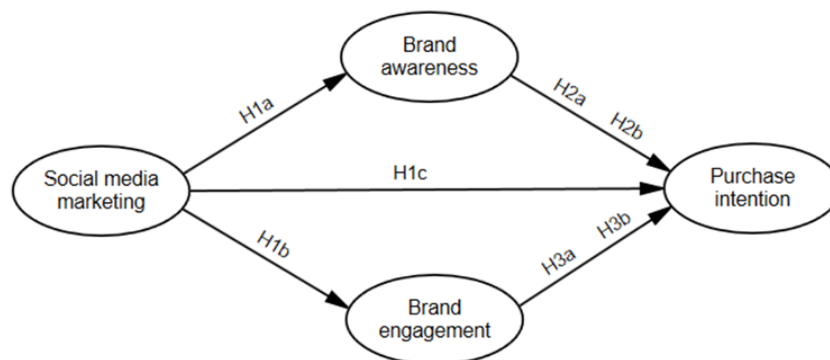 Brand
awareness
H1a
H2a
H2b
Social media
marketing
H1c
Purchase
intention
H1b
H3a
H3b
Brand
engagement